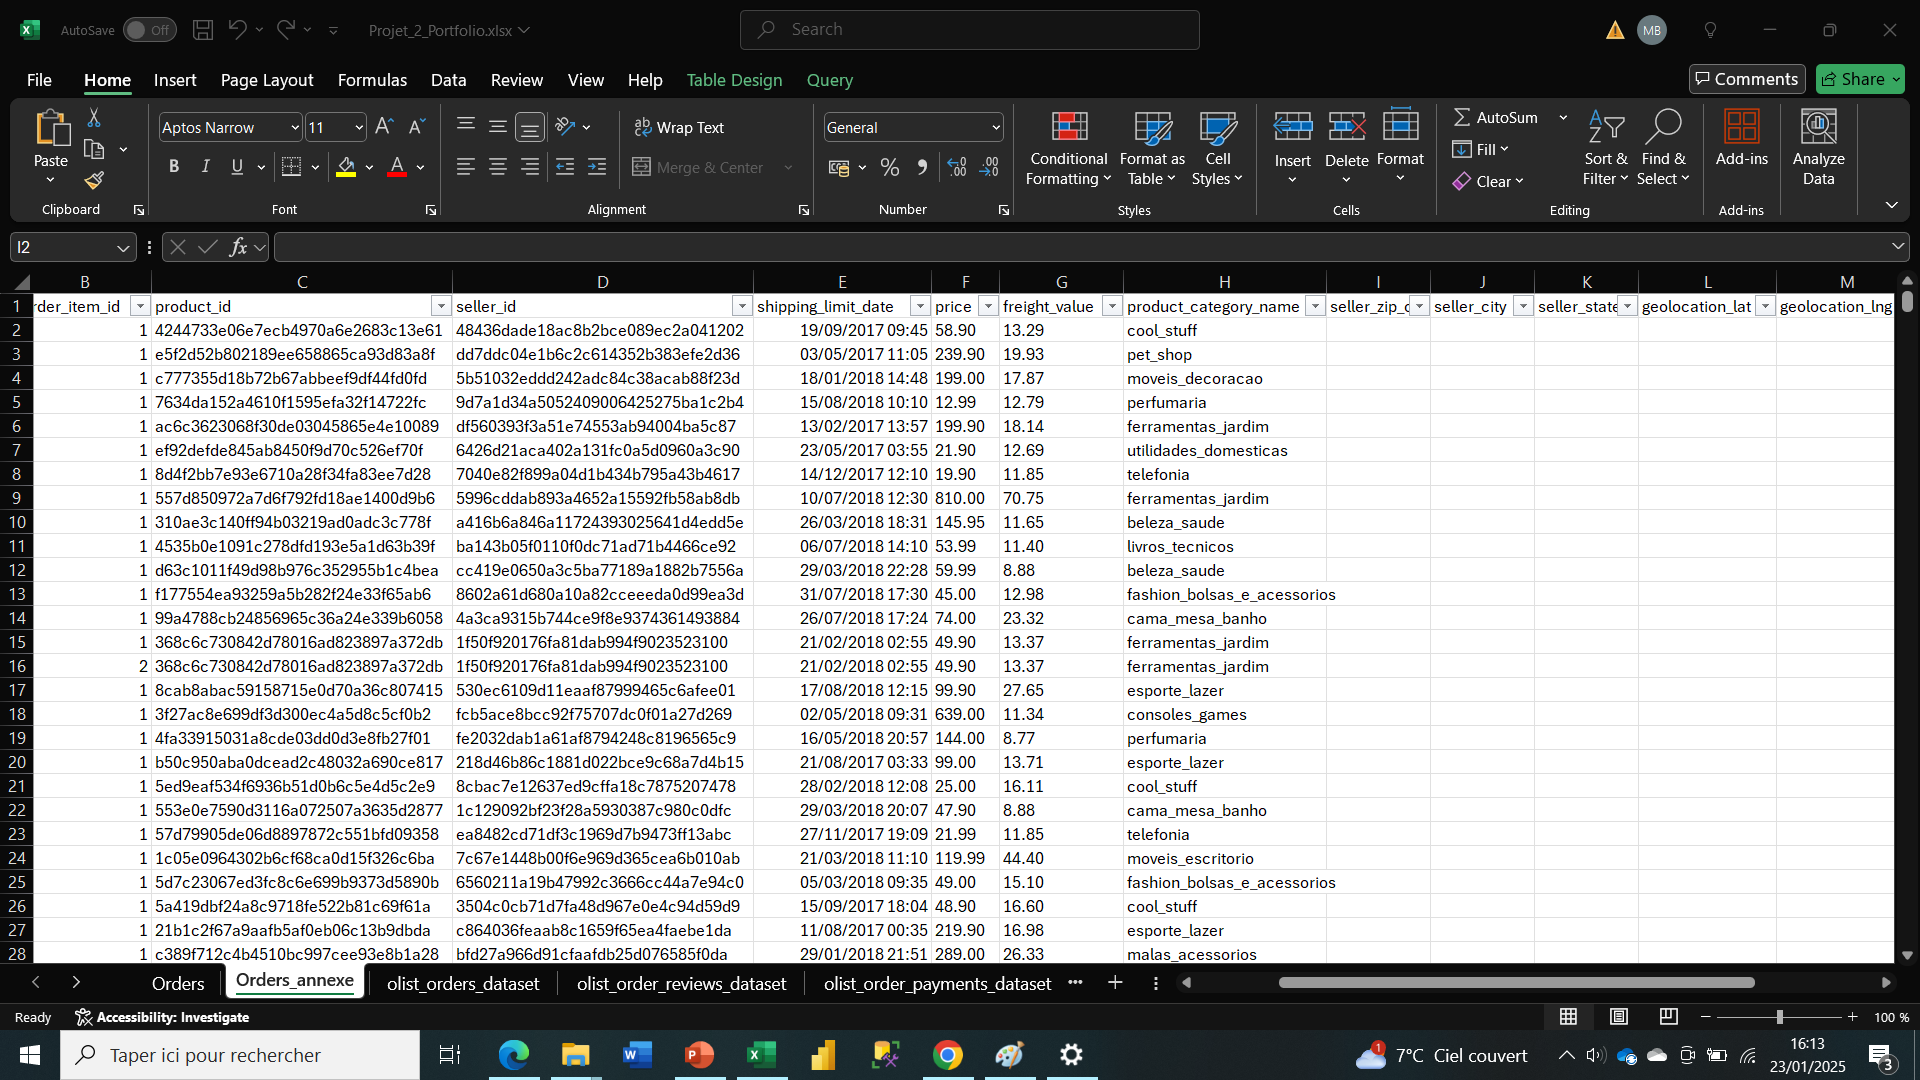 AutoSave Off Projet_2_Portfolio.xlsx Search MB
File Home Insert Page Layout Formulas Data Review View Help Table Design Query Comments Share
Paste Aptos Narrow 11 Wrap Text General Conditional Formatting Format as Table Cell Styles Insert Delete Format AutoSum Sort & Filter Find & Select Add-ins Analyze Data
B I U A Merge & Center Fill
Clear
Clipboard Font Alignment Number Styles Cells Editing Add-ins
I2 fx
B C D E F G H I J K L M
1 rder_item_id product_id seller_id shipping_limit_date price freight_value product_category_name seller_zip_c seller_city seller_state geolocation_lat geolocation_lng
2 1 4244733e06e7ecb4970a6e2683c13e61 48436dade18ac8b2bce089ec2a041202 19/09/2017 09:45 58.90 13.29 cool_stuff
3 1 e5f2d52b802189ee658865ca93d83a8f dd7ddc04e1b6c2c614352b383efe2d36 03/05/2017 11:05 239.90 19.93 pet_shop
4 1 c777355d18b72b67abbeef9df44fd0fd 5b51032eddd242adc84c38acab88f23d 18/01/2018 14:48 199.00 17.87 moveis_decoracao
5 1 7634da152a4610f1595efa32f14722fc 9d7a1d34a5052409006425275ba1c2b4 15/08/2018 10:10 12.99 12.79 perfumaria
6 1 ac6c3623068f30de03045865e4e10089 df560393f3a51e74553ab94004ba5c87 13/02/2017 13:57 199.90 18.14 ferramentas_jardim
7 1 ef92defde845ab8450f9d70c526ef70f 6426d21aca402a131fc0a5d0960a3c90 23/05/2017 03:55 21.90 12.69 utilidades_domesticas
8 1 8d4f2bb7e93e6710a28f34fa83ee7d28 7040e82f899a04d1b434b795a43b4617 14/12/2017 12:10 19.90 11.85 telefonia
9 1 557d850972a7d6f792fd18ae1400d9b6 5996cddab893a4652a15592fb58ab8db 10/07/2018 12:30 810.00 70.75 ferramentas_jardim
10 1 310ae3c140ff94b03219ad0adc3c778f a416b6a846a11724393025641d4edd5e 26/03/2018 18:31 145.95 11.65 beleza_saude
11 1 4535b0e1091c278dfd193e5a1d63b39f ba143b05f0110f0dc71ad71b4466ce92 06/07/2018 14:10 53.99 11.40 livros_tecnicos
12 1 d63c1011f49d98b976c352955b1c4bea cc419e0650a3c5ba77189a1882b7556a 29/03/2018 22:28 59.99 8.88 beleza_saude
13 1 f177554ea93259a5b282f24e33f65ab6 8602a61d680a10a82cceeeda0d99ea3d 31/07/2018 17:30 45.00 12.98 fashion_bolsas_e_acessorios
14 1 99a4788cb24856965c36a24e339b6058 4a3ca9315b744ce9f8e9374361493884 26/07/2018 17:24 74.00 23.32 cama_mesa_banho
15 1 368c6c730842d78016ad823897a372db 1f50f920176fa81dab994f9023523100 21/02/2018 02:55 49.90 13.37 ferramentas_jardim
16 2 368c6c730842d78016ad823897a372db 1f50f920176fa81dab994f9023523100 21/02/2018 02:55 49.90 13.37 ferramentas_jardim
17 1 8cab8abac59158715e0d70a36c807415 530ec6109d11eaaf87999465c6afee01 17/08/2018 12:15 99.90 27.65 esporte_lazer
18 1 3f27ac8e699df3d300ec4a5d8c5cf0b2 fcb5ace8bcc92f75707dc0f01a27d269 02/05/2018 09:31 639.00 11.34 consoles_games
19 1 4fa33915031a8cde03dd0d3e8fb27f01 fe2032dab1a61af8794248c8196565c9 16/05/2018 20:57 144.00 8.77 perfumaria
20 1 b50c950aba0dcead2c48032a690ce817 218d46b86c1881d022bce9c68a7d4b15 21/08/2017 03:33 99.00 13.71 esporte_lazer
21 1 5ed9eaf534f6936b51d0b6c5e4d5c2e9 8cbac7e12637ed9cffa18c7875207478 28/02/2018 12:08 25.00 16.11 cool_stuff
22 1 553e0e7590d3116a072507a3635d2877 1c129092bf23f28a5930387c980c0dfc 29/03/2018 20:07 47.90 8.88 cama_mesa_banho
23 1 57d79905de06d8897872c551bfd09358 ea8482cd71df3c1969d7b9473ff13abc 27/11/2017 19:09 21.99 11.85 telefonia
24 1 1c05e0964302b6cf68ca0d15f326c6ba 7c67e1448b00f6e969d365cea6b010ab 21/03/2018 11:10 119.99 44.40 moveis_escritorio
25 1 5d7c23067ed3fc8c6e699b9373d5890b 6560211a19b47992c3666cc44a7e94c0 05/03/2018 09:35 49.00 15.10 fashion_bolsas_e_acessorios
26 1 5a419dbf24a8c9718fe522b81c69f61a 3504c0cb71d7fa48d967e0e4c94d59d9 15/09/2017 18:04 48.90 16.60 cool_stuff
27 1 21b1c2f67a9aafb5af0eb06c13b9dbda c864036feaab8c1659f65ea4faebe1da 11/08/2017 00:35 219.90 16.98 esporte_lazer
28 1 c389f712c4b4510bc997cee93e8b1a28 bfd27a966d91cfaafdb25d076585f0da 29/01/2018 21:51 289.00 26.33 malas_acessorios
Orders Orders_annexe olist_orders_dataset olist_order_reviews_dataset olist_order_payments_dataset
Ready Accessibility: Investigate 100 %
Taper ici pour rechercher 1 7°C Ciel couvert 16:13
23/01/2025 3